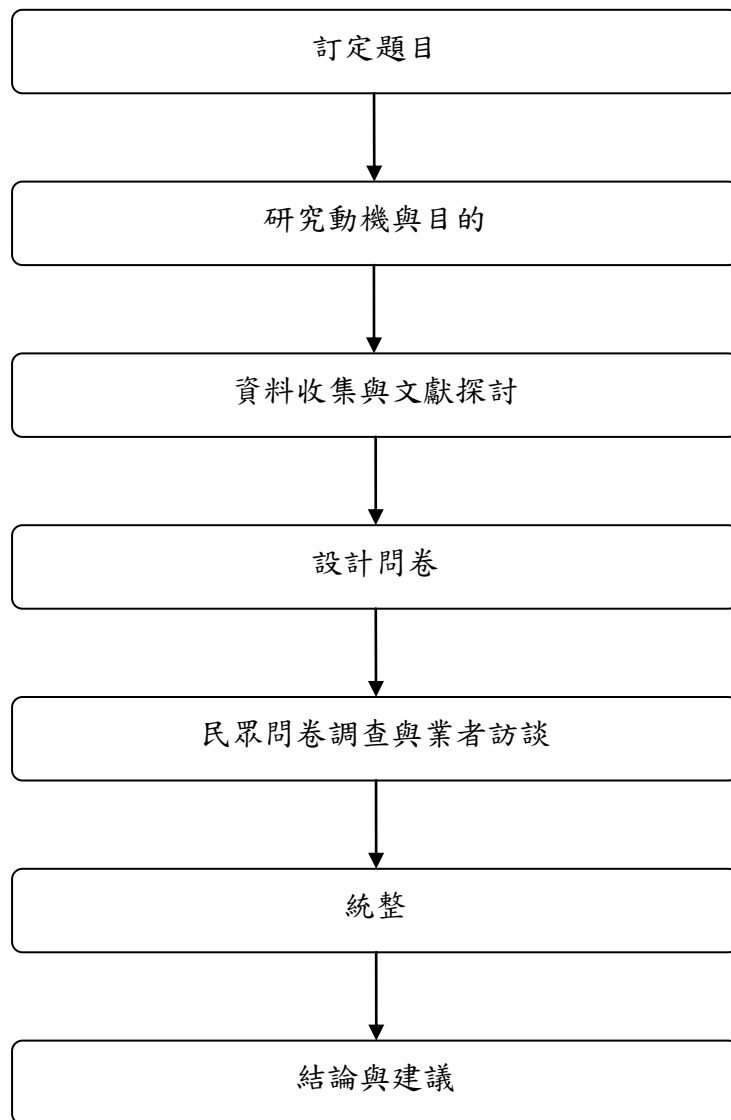 訂定題目
研究動機與目的
資料收集與文獻探討
設計問卷
民眾問卷調查與業者訪談
統整
結論與建議